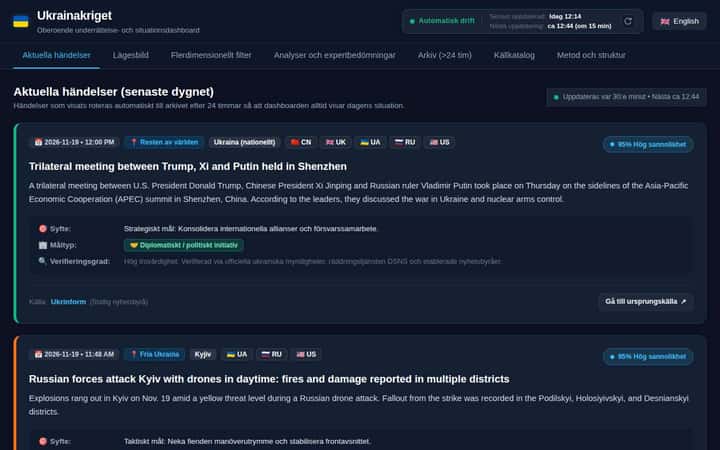 Ukrainakriget
Oberoende underrättelse- och situationsdashboard
Automatisk drift
Senast uppdaterad: Idag 12:14
Nästa uppdatering: ca 12:44 (om 15 min)
English
Aktuella händelser
Lägesbild
Flerdimensionellt filter
Analyser och expertbedömningar
Arkiv (>24 tim)
Källkatalog
Metod och struktur
Aktuella händelser (senaste dygnet)
Händelser som visats roteras automatiskt till arkivet efter 24 timmar så att dashboarden alltid visar dagens situation.
Uppdateras var 30:e minut • Nästa ca 12:44
2026-11-19 • 12:00 PM
Resten av världen
Ukraina (nationellt)
CN
UK
UA
RU
US
95% Hög sannolikhet
Trilateral meeting between Trump, Xi and Putin held in Shenzhen
A trilateral meeting between U.S. President Donald Trump, Chinese President Xi Jinping and Russian ruler Vladimir Putin took place on Thursday on the sidelines of the Asia-Pacific
Economic Cooperation (APEC) summit in Shenzhen, China. According to the leaders, they discussed the war in Ukraine and nuclear arms control.
Syfte: Strategiskt mål: Konsolidera internationella allianser och försvarssamarbete.
Måltyp: Diplomatiskt / politiskt initiativ
Verifieringsgrad: Hög trovärdighet. Verifierad via officiella ukrainska myndigheter, räddningstjänsten DSNS och etablerade nyhetsbyråer.
Källa: Ukrinform (Statlig nyhetsbyrå)
Gå till ursprungskälla ↗
2026-11-19 • 11:48 AM
Fria Ukraina
Kyjiv
UA
RU
US
95% Hög sannolikhet
Russian forces attack Kyiv with drones in daytime: fires and damage reported in multiple districts
Explosions rang out in Kyiv on Nov. 19 amid a yellow threat level during a Russian drone attack. Fallout from the strike was recorded in the Podilskyi, Holosiyivskyi, and Desnianskyi
districts.
Syfte: Taktiskt mål: Neka fienden manöverutrymme och stabilisera frontavsnittet.